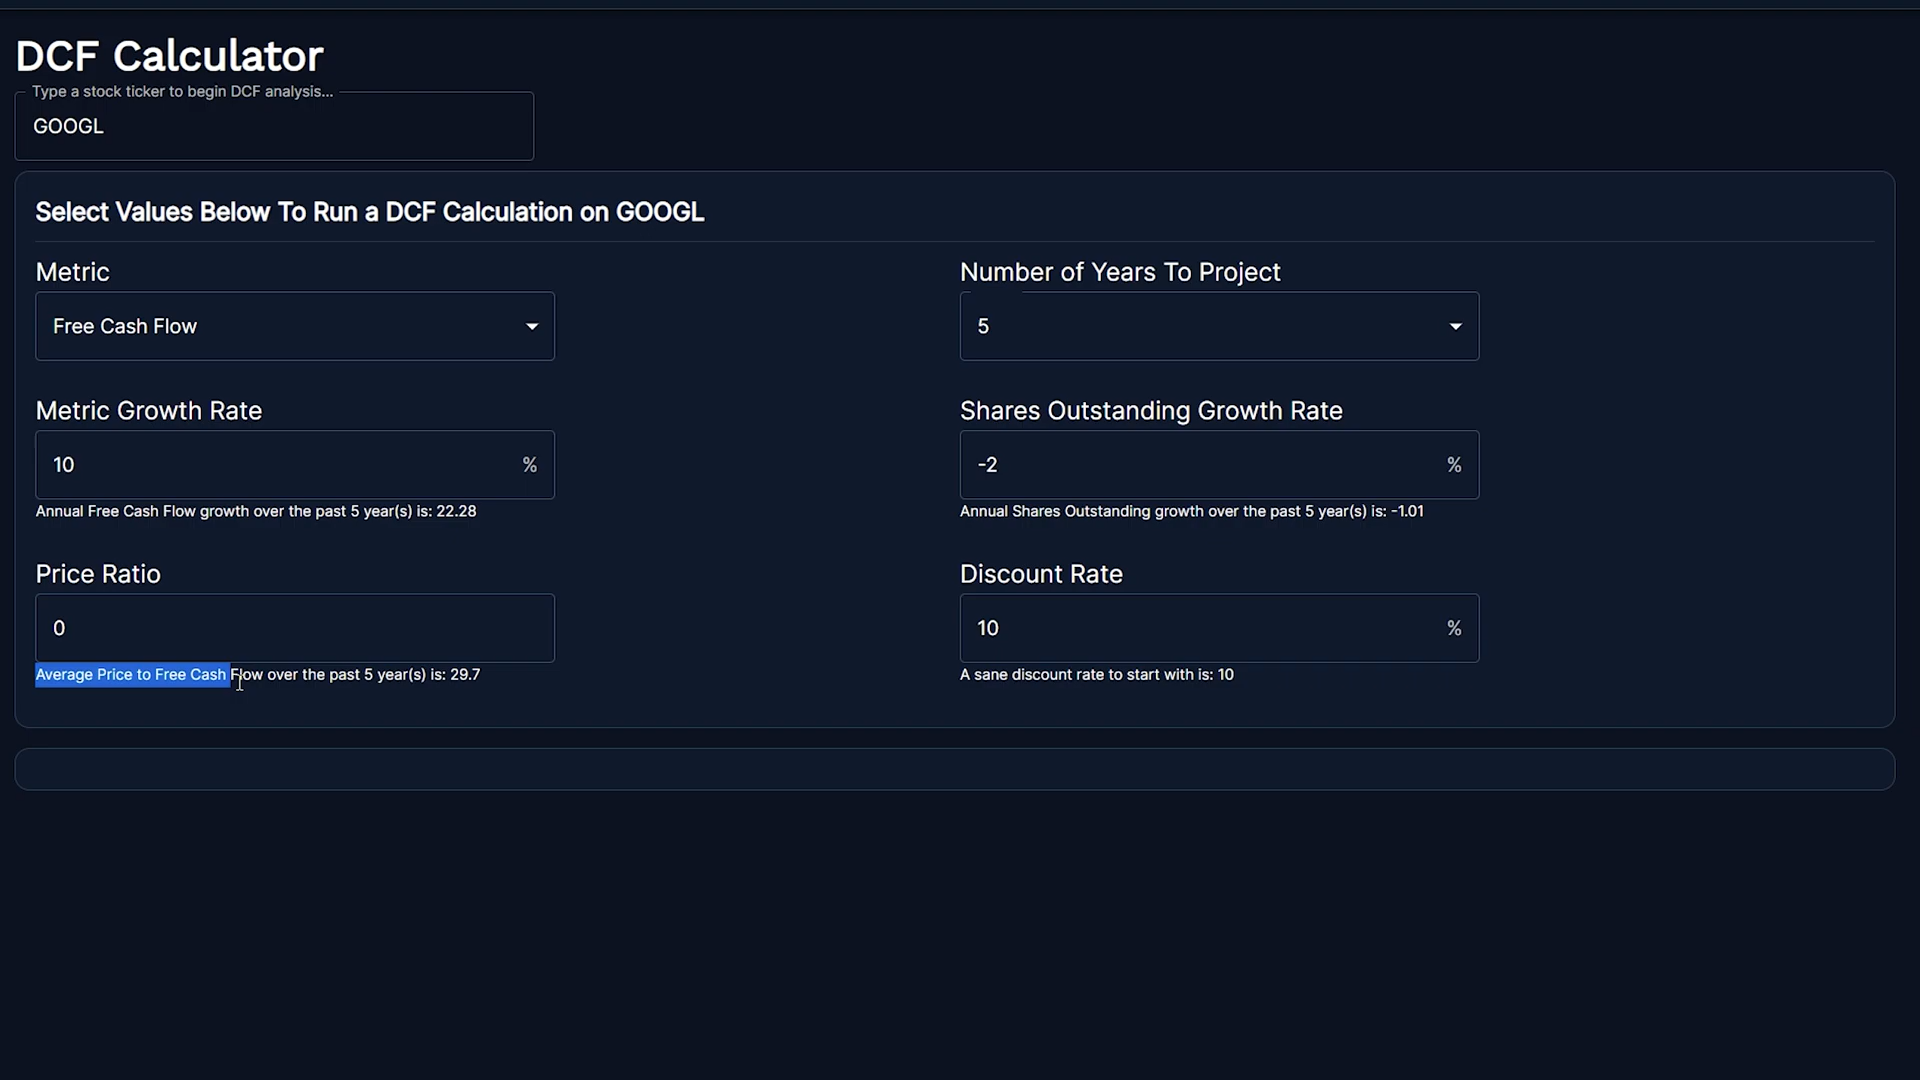 DCF Calculator
Type a stock ticker to begin DCF analysis...
GOOGL
Select Values Below To Run a DCF Calculation on GOOGL
Metric
Free Cash Flow
Number of Years To Project
5
Metric Growth Rate
10 %
Annual Free Cash Flow growth over the past 5 year(s) is: 22.28
Shares Outstanding Growth Rate
-2 %
Annual Shares Outstanding growth over the past 5 year(s) is: -1.01
Price Ratio
0
Average Price to Free Cash Flow over the past 5 year(s) is: 29.7
Discount Rate
10 %
A sane discount rate to start with is: 10